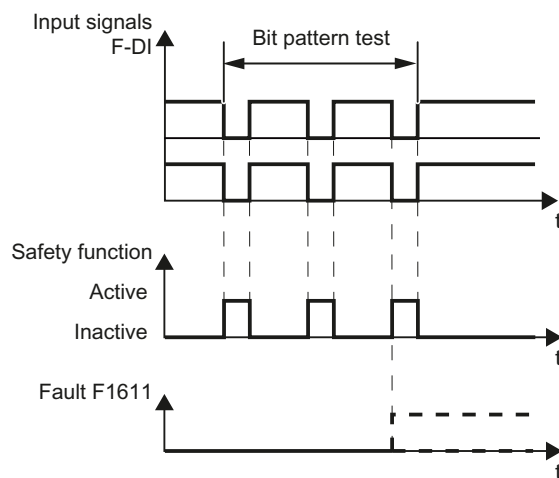 Input signals
F-DI
Bit pattern test
t
Safety function
Active
Inactive
t
Fault F1611
t